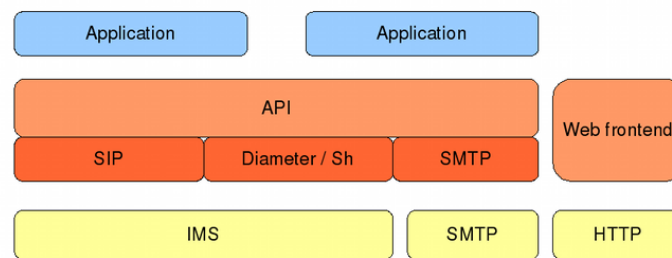 Application
Application
API
Web frontend
SIP
Diameter / Sh
SMTP
IMS
SMTP
HTTP